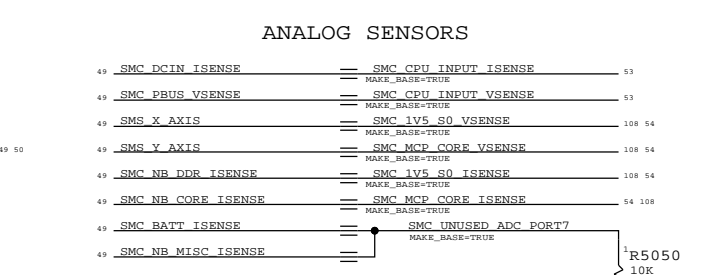 ANALOG SENSORS
49 SMC_DCIN_ISENSE SMC_CPU_INPUT_ISENSE 53
MAKE_BASE=TRUE
49 SMC_PBUS_VSENSE SMC_CPU_INPUT_VSENSE 53
MAKE_BASE=TRUE
49 SMS_X_AXIS SMC_1V5_S0_VSENSE 108 54
MAKE_BASE=TRUE
49 50 49 SMS_Y_AXIS SMC_MCP_CORE_VSENSE 108 54
MAKE_BASE=TRUE
49 SMC_NB_DDR_ISENSE SMC_1V5_S0_ISENSE 108 54
MAKE_BASE=TRUE
49 SMC_NB_CORE_ISENSE SMC_MCP_CORE_ISENSE 54 108
MAKE_BASE=TRUE
49 SMC_BATT_ISENSE SMC_UNUSED_ADC_PORT7
MAKE_BASE=TRUE
49 SMC_NB_MISC_ISENSE
1 R5050
10K